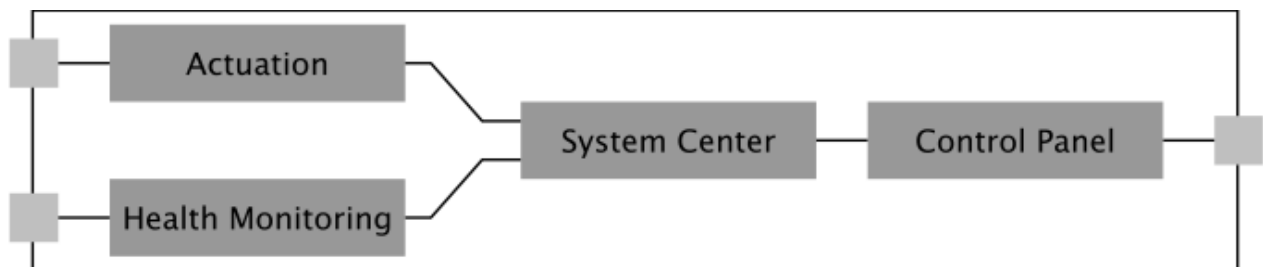 Actuation
System Center
Control Panel
Health Monitoring